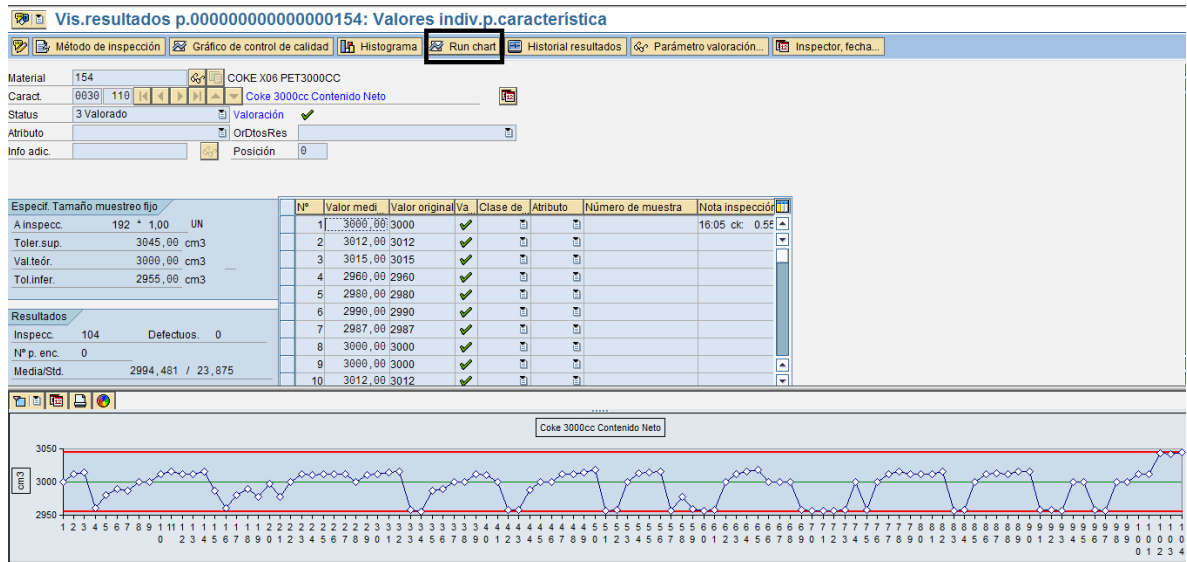 Vis.resultados p.000000000000000154: Valores indiv.p.característica
Método de inspección Gráfico de control de calidad Histograma Run chart Historial resultados Parámetro valoración... Inspector, fecha...
Material 154 COKE X06 PET3000CC
Caract. 0030 110 Coke 3000cc Contenido Neto
Status 3 Valorado Valoración
Atributo OrDtosRes
Info adic. Posición 0
Especif. Tamaño muestreo fijo
A inspecc. 192 * 1,00 UN
Toler.sup. 3045,00 cm3
Val.teór. 3000,00 cm3
Tol.infer. 2955,00 cm3
Resultados
Inspecc. 104 Defectuos. 0
Nº p. enc. 0
Media/Std. 2994,481 / 23,875
Nº Valor medi... Valor original Va... Clase de... Atributo Número de muestra Nota inspección
1 3000,00 3000 16:05 ck: 0.55
2 3012,00 3012
3 3015,00 3015
4 2960,00 2960
5 2980,00 2980
6 2990,00 2990
7 2987,00 2987
8 3000,00 3000
9 3000,00 3000
10 3012,00 3012
Coke 3000cc Contenido Neto
cm3
3050
3000
2950